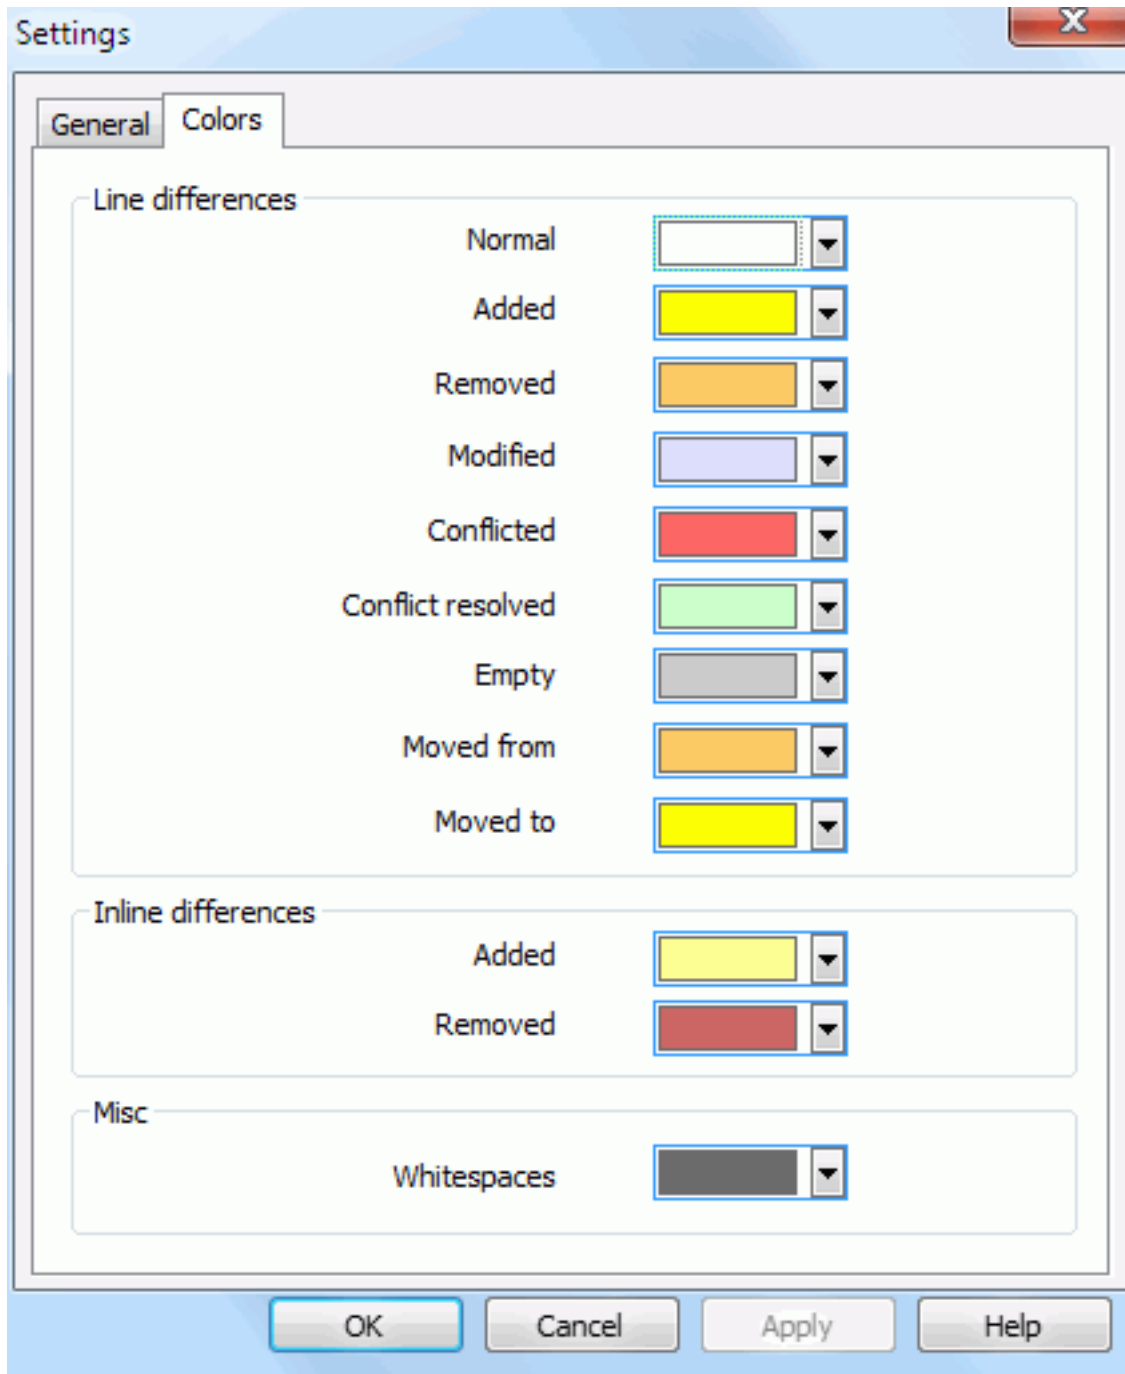 Settings
General
Colors
Line differences
Normal
Added
Removed
Modified
Conflicted
Conflict resolved
Empty
Moved from
Moved to
Inline differences
Added
Removed
Misc
Whitespaces
OK
Cancel
Apply
Help